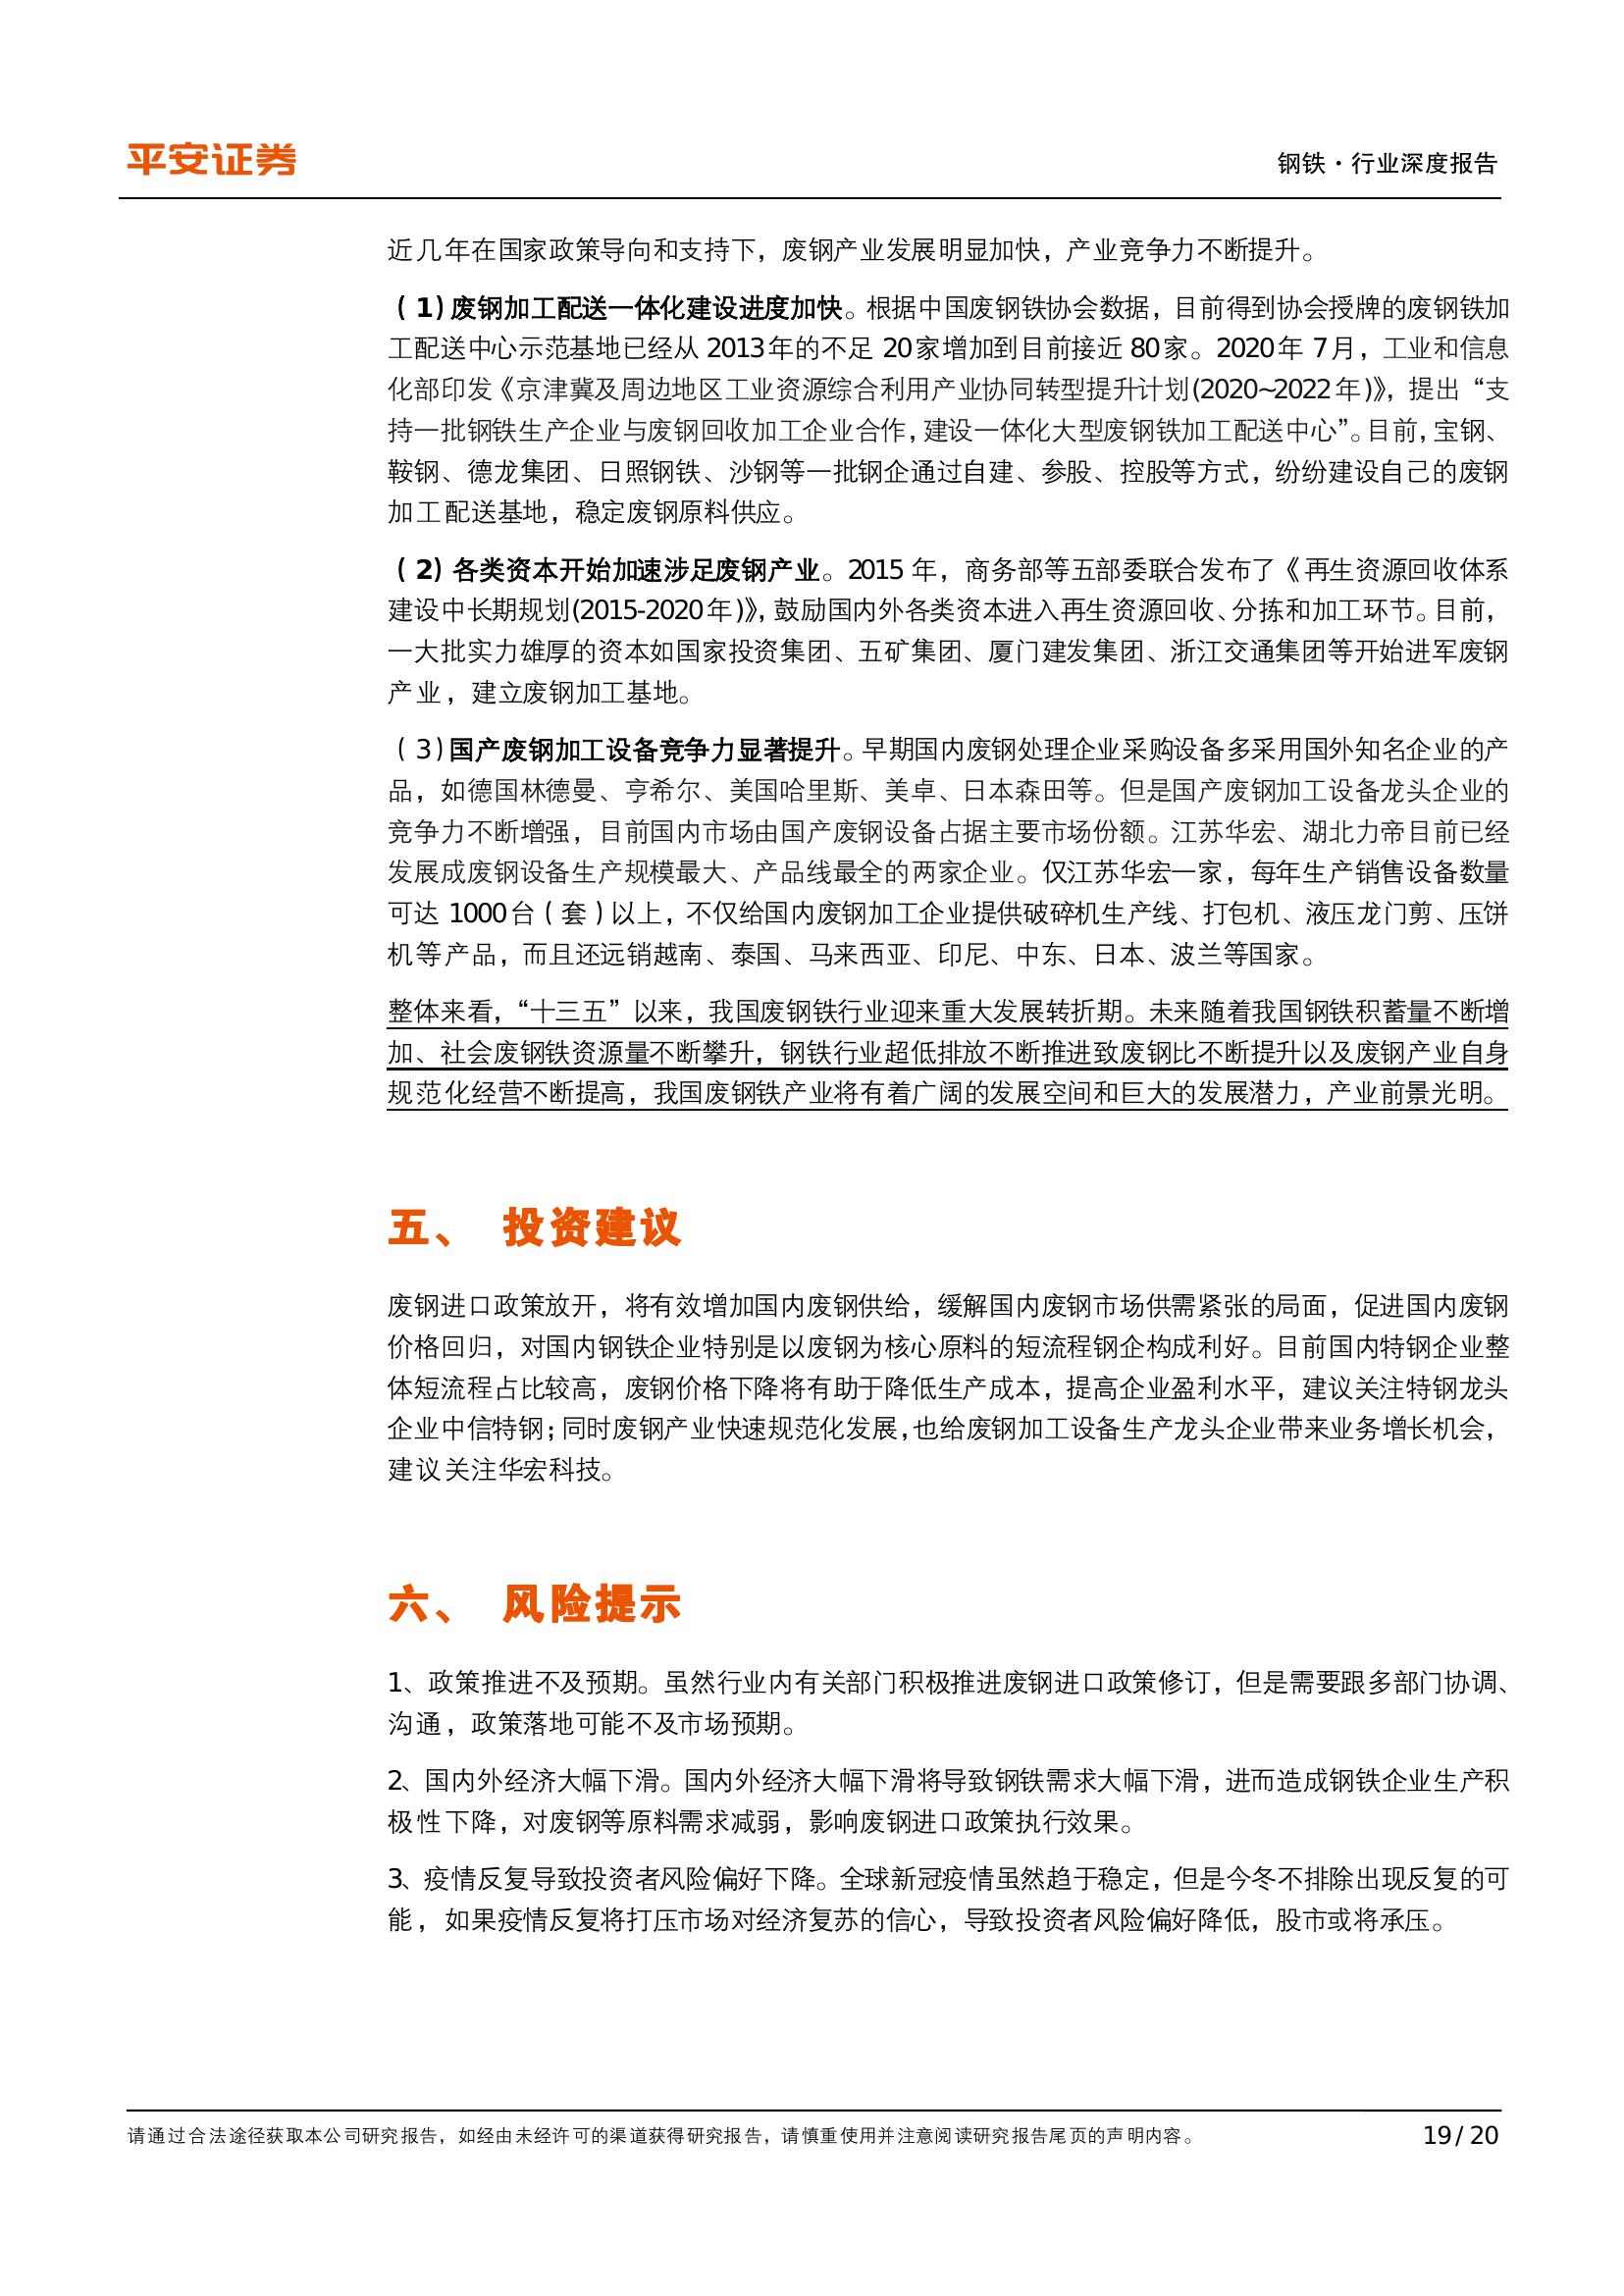 平安证券
钢铁·行业深度报告
近几年在国家政策导向和支持下，废钢产业发展明显加快，产业竞争力不断提升。
（1）废钢加工配送一体化建设进度加快。根据中国废钢铁协会数据，目前得到协会授牌的废钢铁加
工配送中心示范基地已经从 2013 年的不足 20 家增加到目前接近 80 家。2020 年 7 月，工业和信息
化部印发《京津冀及周边地区工业资源综合利用产业协同转型提升计划(2020~2022 年)》，提出“支
持一批钢铁生产企业与废钢回收加工企业合作，建设一体化大型废钢铁加工配送中心”。目前，宝钢、
鞍钢、德龙集团、日照钢铁、沙钢等一批钢企通过自建、参股、控股等方式，纷纷建设自己的废钢
加工配送基地，稳定废钢原料供应。
（2）各类资本开始加速涉足废钢产业。2015 年，商务部等五部委联合发布了《再生资源回收体系
建设中长期规划(2015-2020 年)》，鼓励国内外各类资本进入再生资源回收、分拣和加工环节。目前，
一大批实力雄厚的资本如国家投资集团、五矿集团、厦门建发集团、浙江交通集团等开始进军废钢
产业，建立废钢加工基地。
（3）国产废钢加工设备竞争力显著提升。早期国内废钢处理企业采购设备多采用国外知名企业的产
品，如德国林德曼、亨希尔、美国哈里斯、美卓、日本森田等。但是国产废钢加工设备龙头企业的
竞争力不断增强，目前国内市场由国产废钢设备占据主要市场份额。江苏华宏、湖北力帝目前已经
发展成废钢设备生产规模最大、产品线最全的两家企业。仅江苏华宏一家，每年生产销售设备数量
可达 1000 台（套）以上，不仅给国内废钢加工企业提供破碎机生产线、打包机、液压龙门剪、压饼
机等产品，而且还远销越南、泰国、马来西亚、印尼、中东、日本、波兰等国家。
整体来看，“十三五”以来，我国废钢铁行业迎来重大发展转折期。未来随着我国钢铁积蓄量不断增
加、社会废钢铁资源量不断攀升，钢铁行业超低排放不断推进致废钢比不断提升以及废钢产业自身
规范化经营不断提高，我国废钢铁产业将有着广阔的发展空间和巨大的发展潜力，产业前景光明。
五、 投资建议
废钢进口政策放开，将有效增加国内废钢供给，缓解国内废钢市场供需紧张的局面，促进国内废钢
价格回归，对国内钢铁企业特别是以废钢为核心原料的短流程钢企构成利好。目前国内特钢企业整
体短流程占比较高，废钢价格下降将有助于降低生产成本，提高企业盈利水平，建议关注特钢龙头
企业中信特钢；同时废钢产业快速规范化发展，也给废钢加工设备生产龙头企业带来业务增长机会，
建议关注华宏科技。
六、 风险提示
1、政策推进不及预期。虽然行业内有关部门积极推进废钢进口政策修订，但是需要跟多部门协调、
沟通，政策落地可能不及市场预期。
2、国内外经济大幅下滑。国内外经济大幅下滑将导致钢铁需求大幅下滑，进而造成钢铁企业生产积
极性下降，对废钢等原料需求减弱，影响废钢进口政策执行效果。
3、疫情反复导致投资者风险偏好下降。全球新冠疫情虽然趋于稳定，但是今冬不排除出现反复的可
能，如果疫情反复将打压市场对经济复苏的信心，导致投资者风险偏好降低，股市或将承压。
请通过合法途径获取本公司研究报告，如经由未经许可的渠道获得研究报告，请慎重使用并注意阅读研究报告尾页的声明内容。
19 / 20